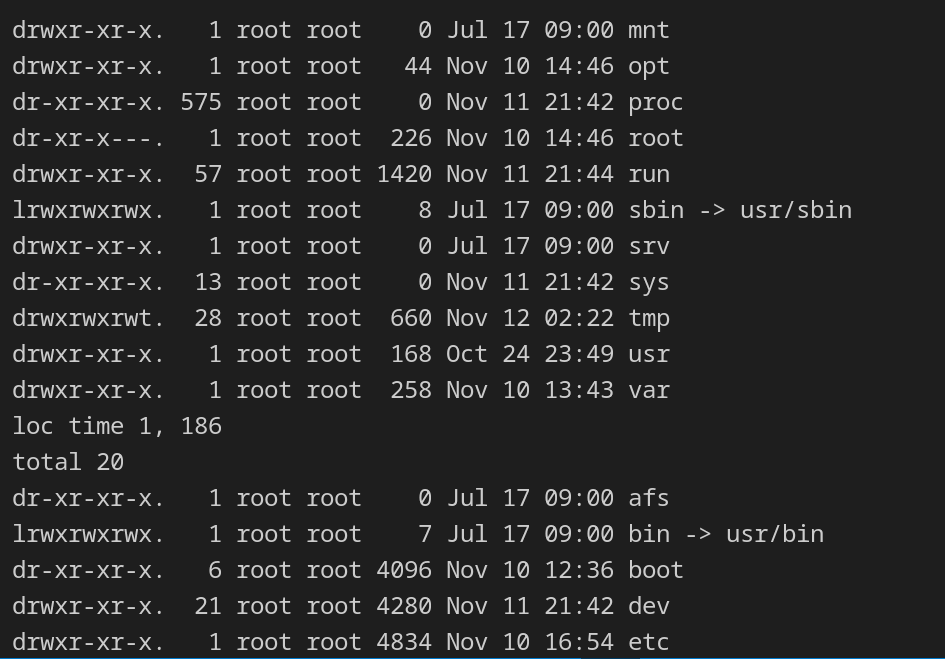 drwxr-xr-x.   1 root root    0 Jul 17 09:00 mnt
drwxr-xr-x.   1 root root   44 Nov 10 14:46 opt
dr-xr-xr-x. 575 root root    0 Nov 11 21:42 proc
dr-xr-x---.   1 root root  226 Nov 10 14:46 root
drwxr-xr-x.  57 root root 1420 Nov 11 21:44 run
lrwxrwxrwx.   1 root root    8 Jul 17 09:00 sbin -> usr/sbin
drwxr-xr-x.   1 root root    0 Jul 17 09:00 srv
dr-xr-xr-x.  13 root root    0 Nov 11 21:42 sys
drwxrwxrwt.  28 root root  660 Nov 12 02:22 tmp
drwxr-xr-x.   1 root root  168 Oct 24 23:49 usr
drwxr-xr-x.   1 root root  258 Nov 10 13:43 var
loc time 1, 186
total 20
dr-xr-xr-x.   1 root root    0 Jul 17 09:00 afs
lrwxrwxrwx.   1 root root    7 Jul 17 09:00 bin -> usr/bin
dr-xr-xr-x.   6 root root 4096 Nov 10 12:36 boot
drwxr-xr-x.  21 root root 4280 Nov 11 21:42 dev
drwxr-xr-x.   1 root root 4834 Nov 10 16:54 etc